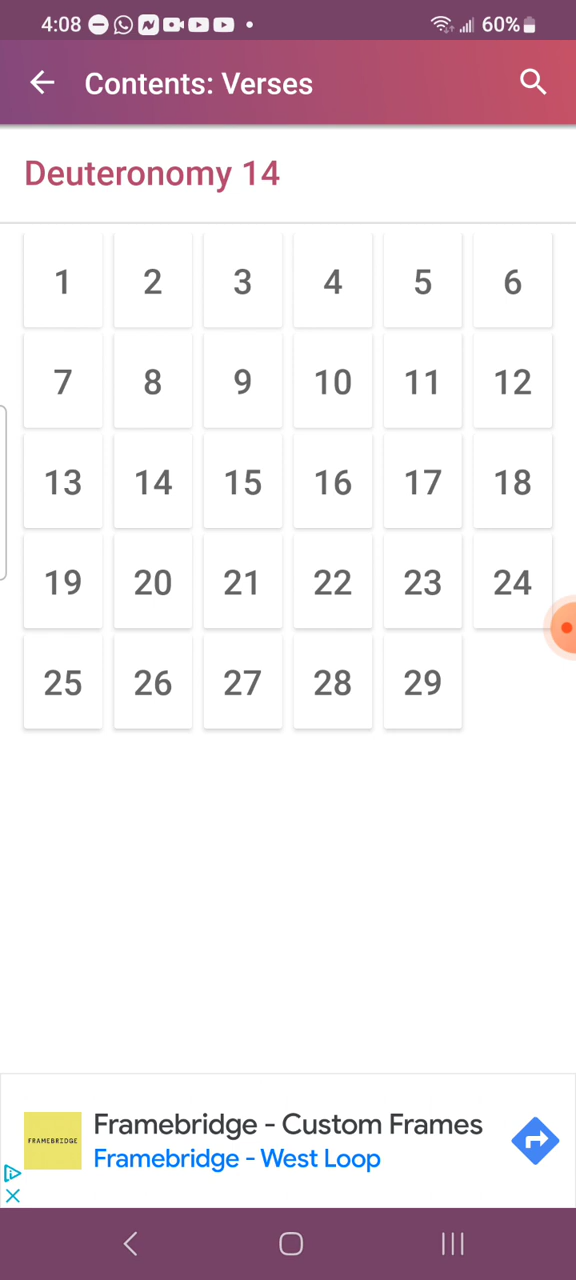 4:08 60%
Contents: Verses
Deuteronomy 14
1 2 3 4 5 6
7 8 9 10 11 12
13 14 15 16 17 18
19 20 21 22 23 24
25 26 27 28 29
Framebridge - Custom Frames
FRAMEBRIDGE
Framebridge - West Loop